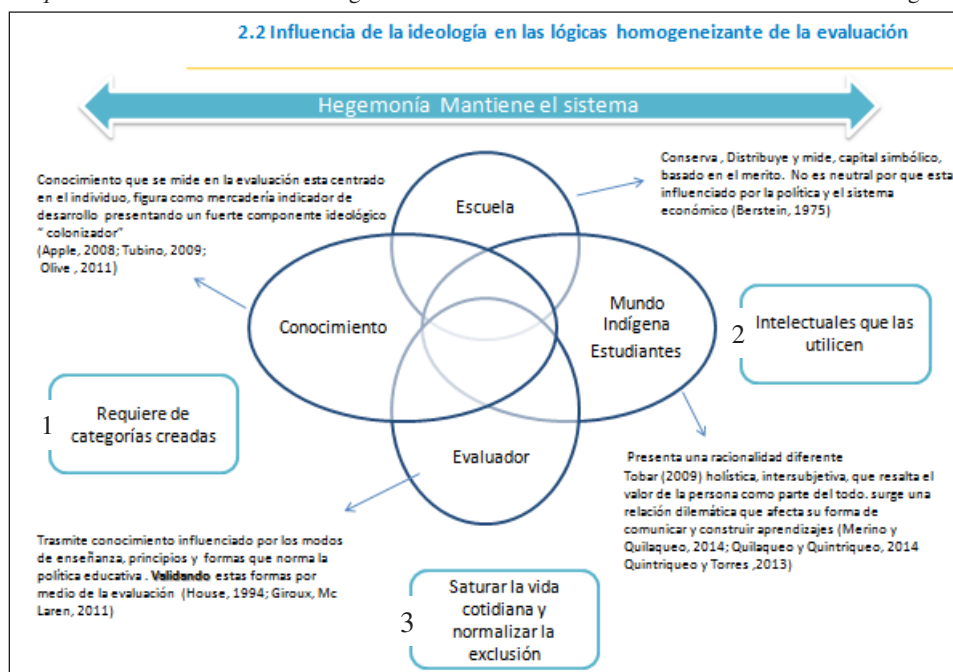 2.2 Influencia de la ideología en las lógicas homogeneizante de la evaluación
Hegemonía Mantiene el sistema
Conserva , Distribuye y mide, capital simbólico,
basado en el merito. No es neutral por que esta
influenciado por la política y el sistema
económico (Berstein, 1975)
Conocimiento que se mide en la evaluación esta centrado
en el individuo, figura como mercadería indicador de
desarrollo presentando un fuerte componente ideológico
" colonizador"
(Apple, 2008; Tubino, 2009;
Olive , 2011)
Escuela
Conocimiento
Mundo
Indígena
Estudiantes
2
Intelectuales que las
utilicen
1
Requiere de
categorías creadas
Evaluador
Presenta una racionalidad diferente
Tobar (2009) holística, intersubjetiva, que resalta el
valor de la persona como parte del todo. surge una
relación dilemática que afecta su forma de
comunicar y construir aprendizajes (Merino y
Quilaqueo, 2014; Quilaqueo y Quintriqueo, 2014
Quintriqueo y Torres ,2013)
Trasmite conocimiento influenciado por los modos
de enseñanza, principios y formas que norma la
política educativa . Validando estas formas por
medio de la evaluación (House, 1994; Giroux, Mc
Laren, 2011)
3
Saturar la vida
cotidiana y
normalizar la
exclusión